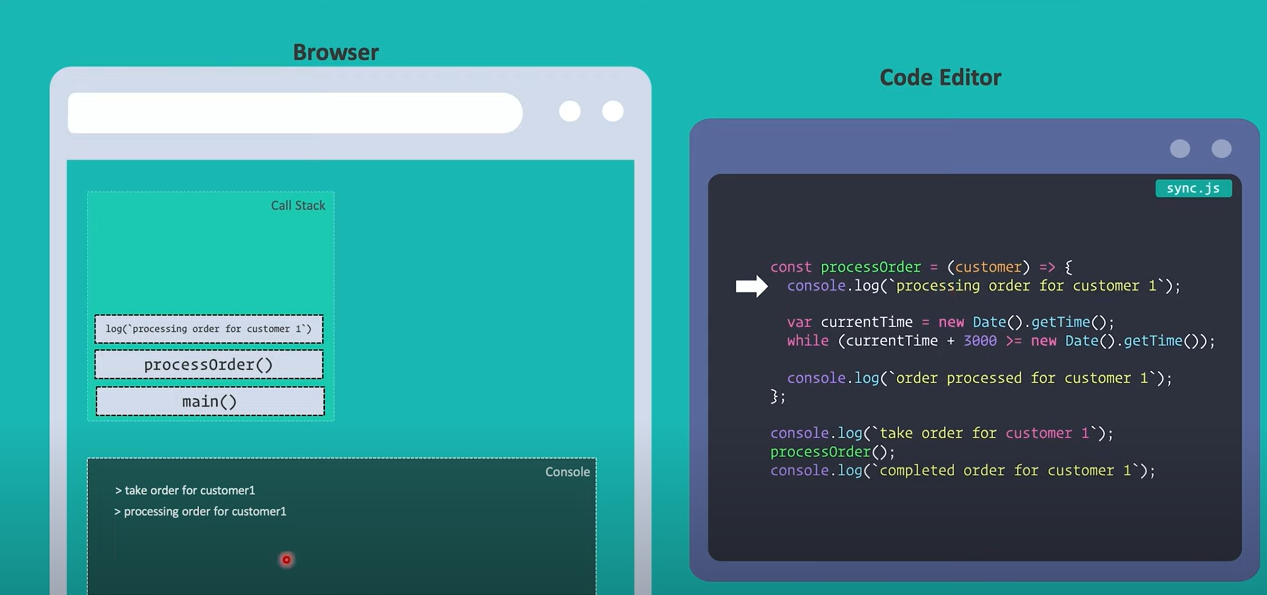 Browser
Call Stack
log(`processing order for customer 1`)
processOrder()
main()
Console
> take order for customer1
> processing order for customer1
Code Editor
sync.js
const processOrder = (customer) => {
console.log(`processing order for customer 1`);
var currentTime = new Date().getTime();
while (currentTime + 3000 >= new Date().getTime());
console.log(`order processed for customer 1`);
};
console.log(`take order for customer 1`);
processOrder();
console.log(`completed order for customer 1`);